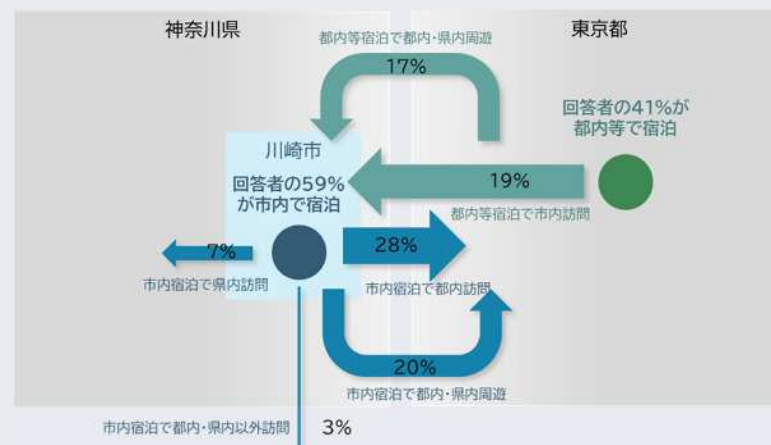 神奈川県
東京都
都内等宿泊で都内・県内周遊
17%
回答者の41%が
都内等で宿泊
川崎市
回答者の59%
が市内で宿泊
19%
都内等宿泊で市内訪問
7%
28%
市内宿泊で県内訪問
市内宿泊で都内訪問
20%
市内宿泊で都内・県内周遊
市内宿泊で都内・県内以外訪問
3%